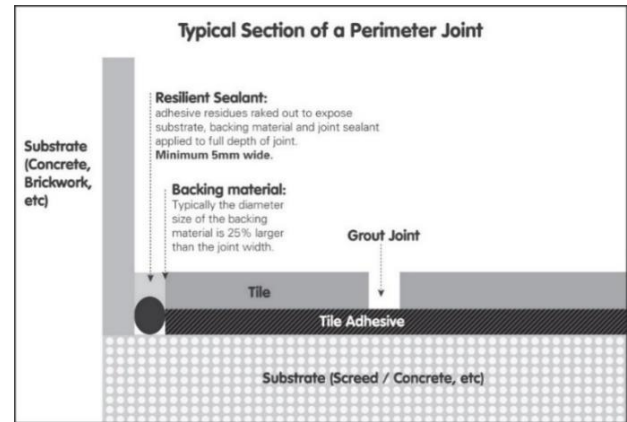 Typical Section of a Perimeter Joint
Resilient Sealant:
adhesive residues raked out to expose
substrate, backing material and joint sealant
applied to full depth of joint.
Minimum 5mm wide.
Substrate
(Concrete,
Brickwork,
etc)
Backing material:
Typically the diameter
size of the backing
material is 25% larger
than the joint width.
Grout Joint
Tile
Tile Adhesive
Substrate (Screed / Concrete, etc)